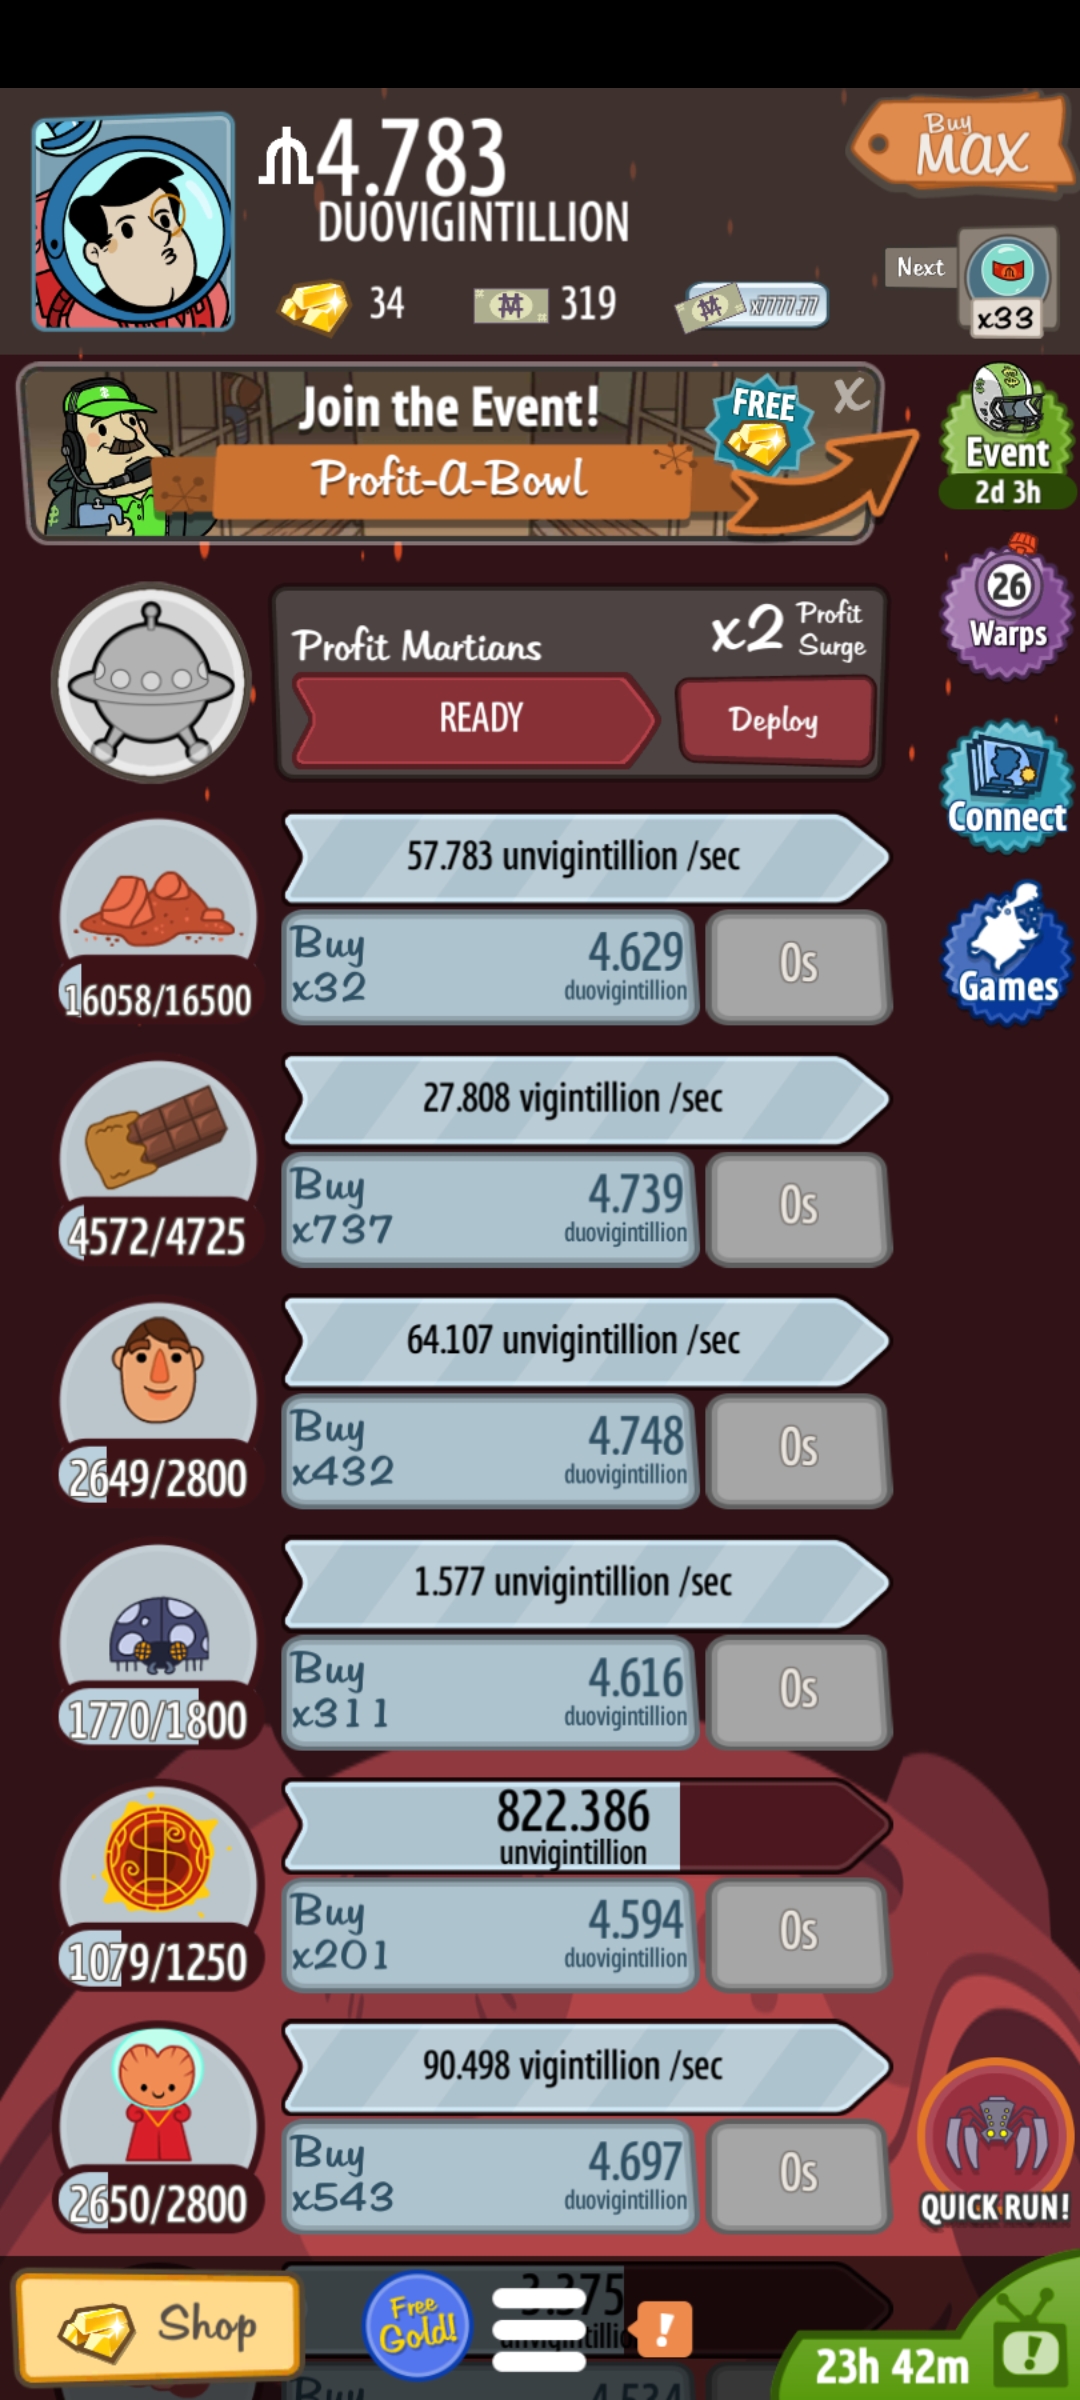 4.783
DUOVIGINTILLION
Buy
MAX
34
319
x7777.77
Next
x33
Join the Event!
Profit-A-Bowl
FREE
Event
2d 3h
26
Warps
Connect
Games
Profit Martians
x2 Profit Surge
READY
Deploy
57.783 unvigintillion /sec
16058/16500
Buy
x32
4.629
duovigintillion
0s
27.808 vigintillion /sec
4572/4725
Buy
x737
4.739
duovigintillion
0s
64.107 unvigintillion /sec
2649/2800
Buy
x432
4.748
duovigintillion
0s
1.577 unvigintillion /sec
1770/1800
Buy
x311
4.616
duovigintillion
0s
822.386
unvigintillion
1079/1250
Buy
x201
4.594
duovigintillion
0s
90.498 vigintillion /sec
2650/2800
Buy
x543
4.697
duovigintillion
0s
QUICK RUN!
Shop
Free
Gold!
!
23h 42m
!
Buy